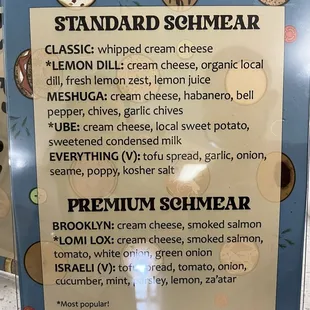 STANDARD SCHMEAR
CLASSIC: whipped cream cheese
*LEMON DILL: cream cheese, organic local
dill, fresh lemon zest, lemon juice
MESHUGA: cream cheese, habanero, bell
pepper, chives, garlic chives
*UBE: cream cheese, local sweet potato,
sweetened condensed milk
EVERYTHING (V): tofu spread, garlic, onion,
seame, poppy, kosher salt
PREMIUM SCHMEAR
BROOKLYN: cream cheese, smoked salmon
*LOMI LOX: cream cheese, smoked salmon,
tomato, white onion, green onion
ISRAELI (V): tofu spread, tomato, onion,
cucumber, mint, parsley, lemon, za'atar
*Most popular!